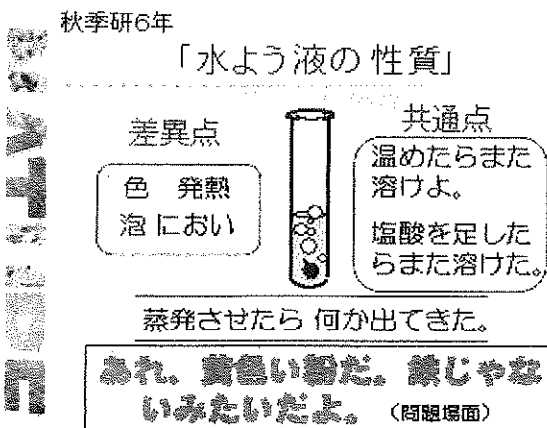 秋季研6年
「水よう液の性質」
差異点
色 発熱
泡 におい
共通点
温めたらまた
溶けよ。
塩酸を足した
らまた溶けた。
蒸発させたら 何か出てきた。
あれ。黄色い粉だ。鉄じゃな
いみたいだよ。 (問題場面)